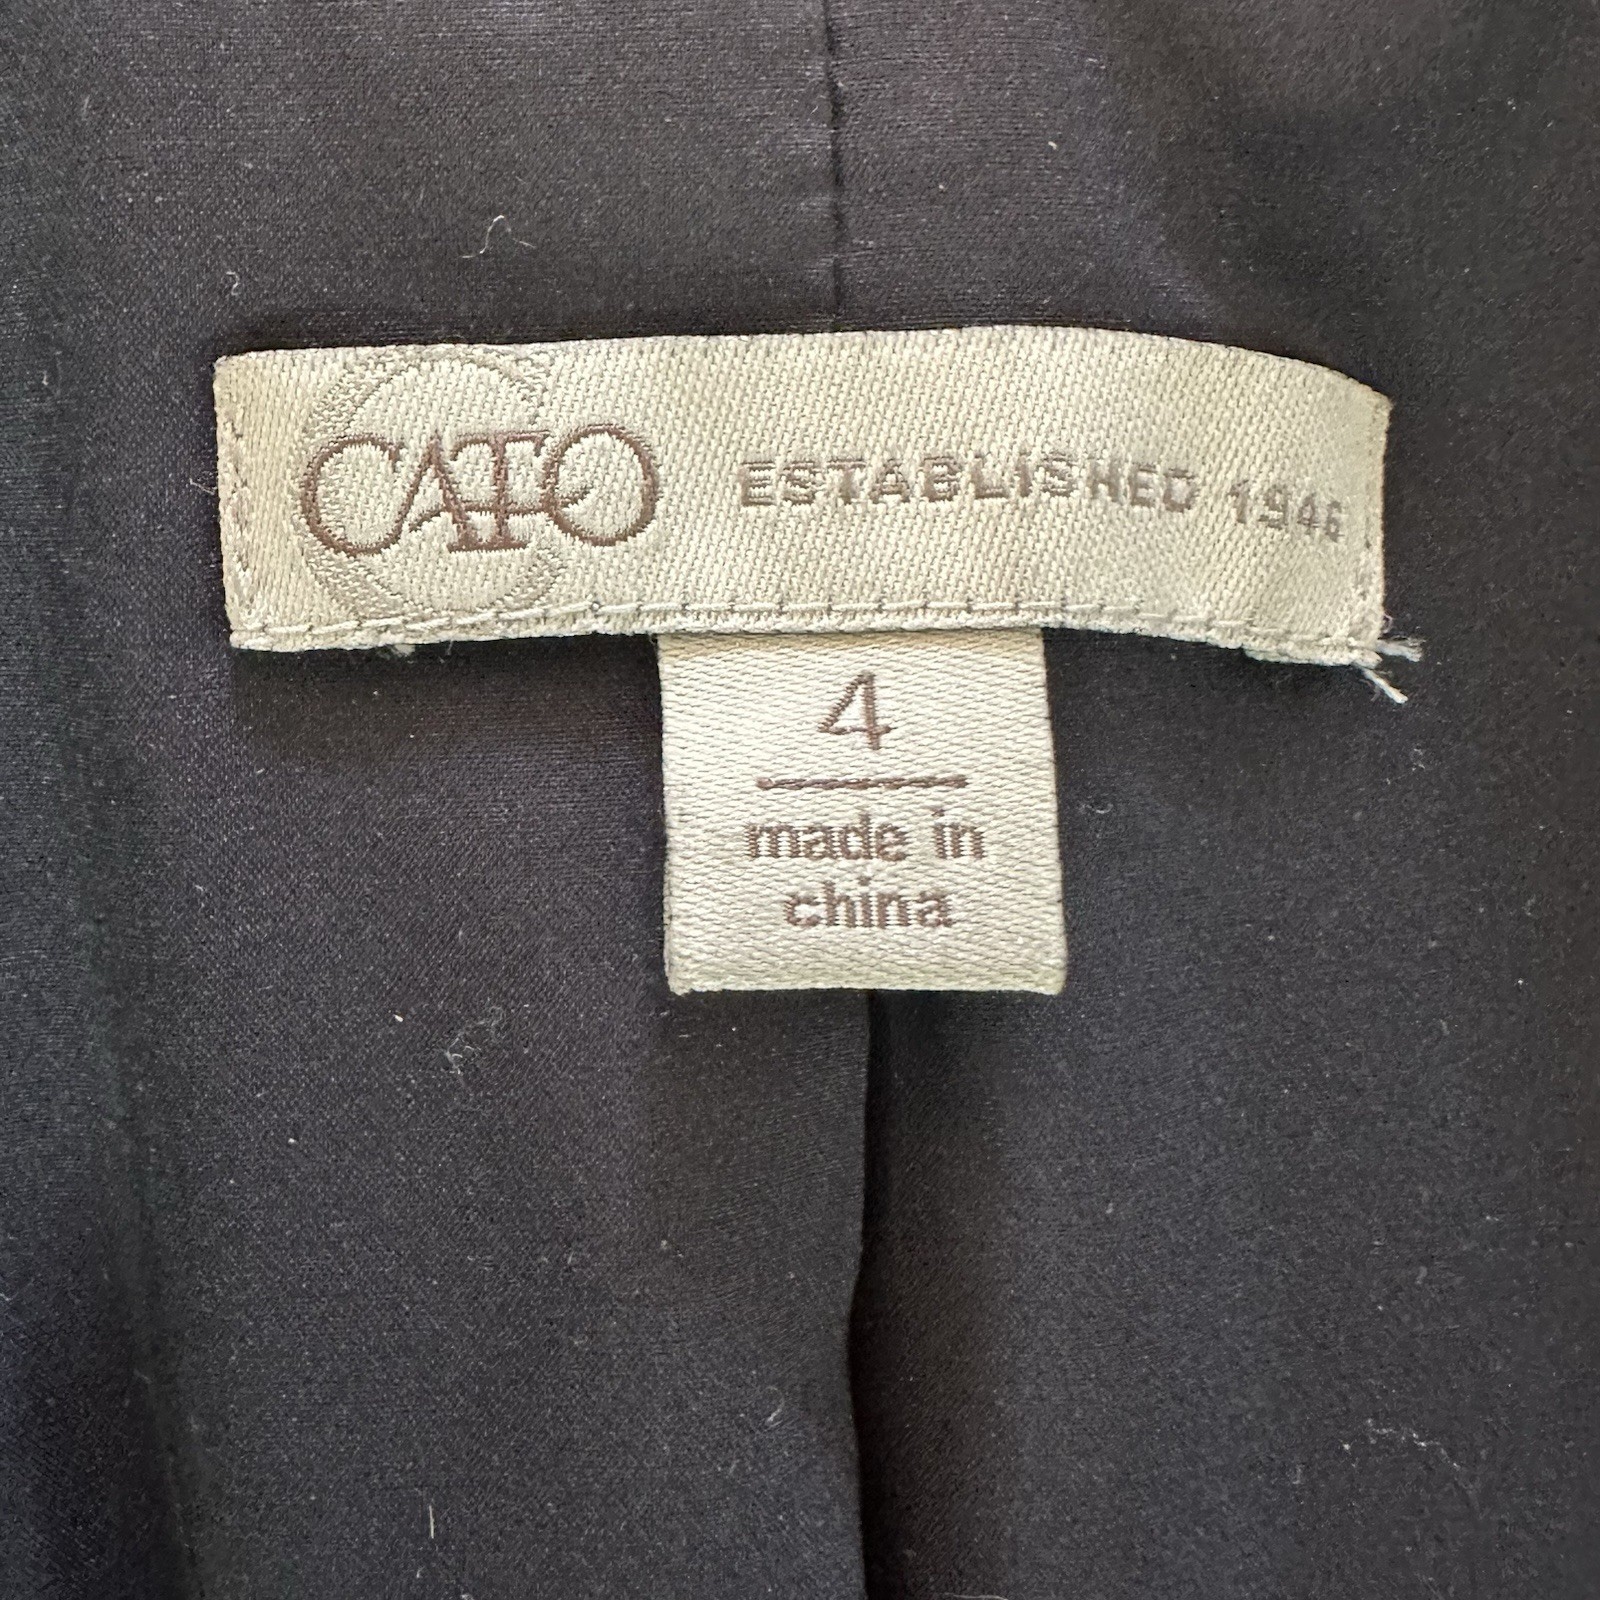 CATO ESTABLISHED 1946
4
made in
china